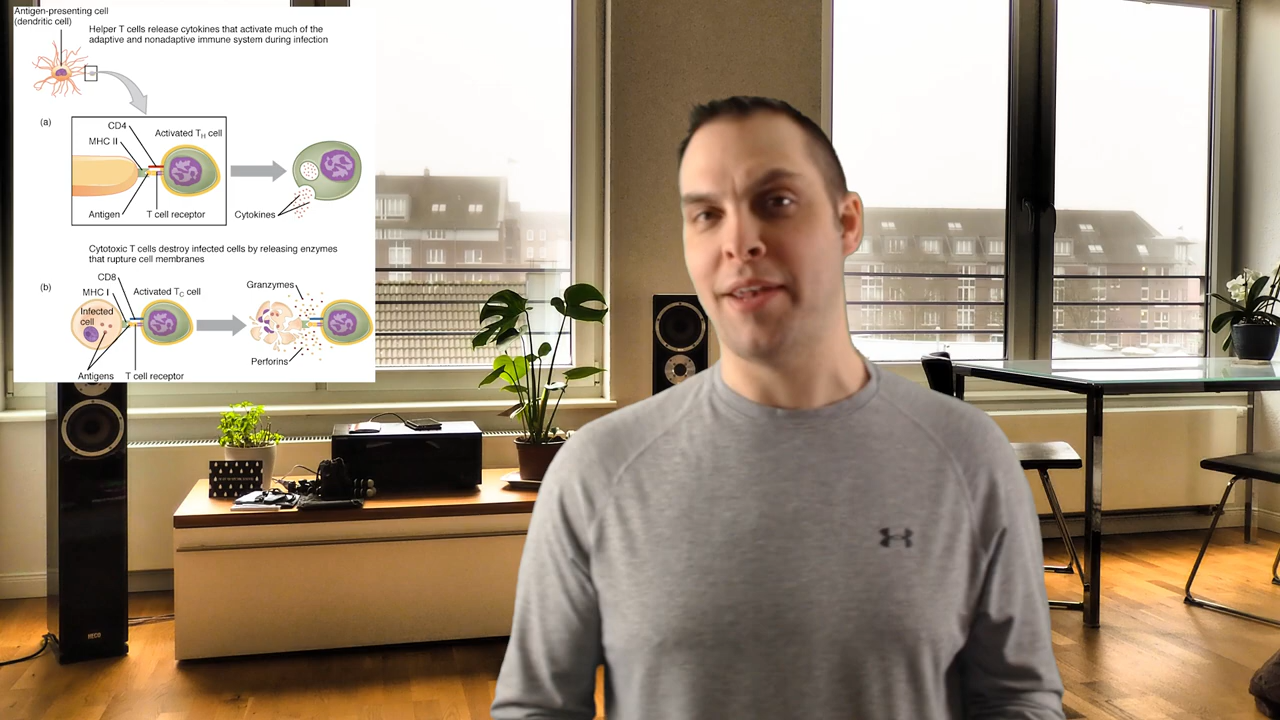 Antigen-presenting cell
(dendritic cell)
Helper T cells release cytokines that activate much of the
adaptive and nonadaptive immune system during infection
(a)
CD4
MHC II
Activated TH cell
Antigen
T cell receptor
Cytokines
Cytotoxic T cells destroy infected cells by releasing enzymes
that rupture cell membranes
(b)
CD8
MHC I
Activated TC cell
Infected
cell
Antigens
T cell receptor
Granzymes
Perforins
HECO